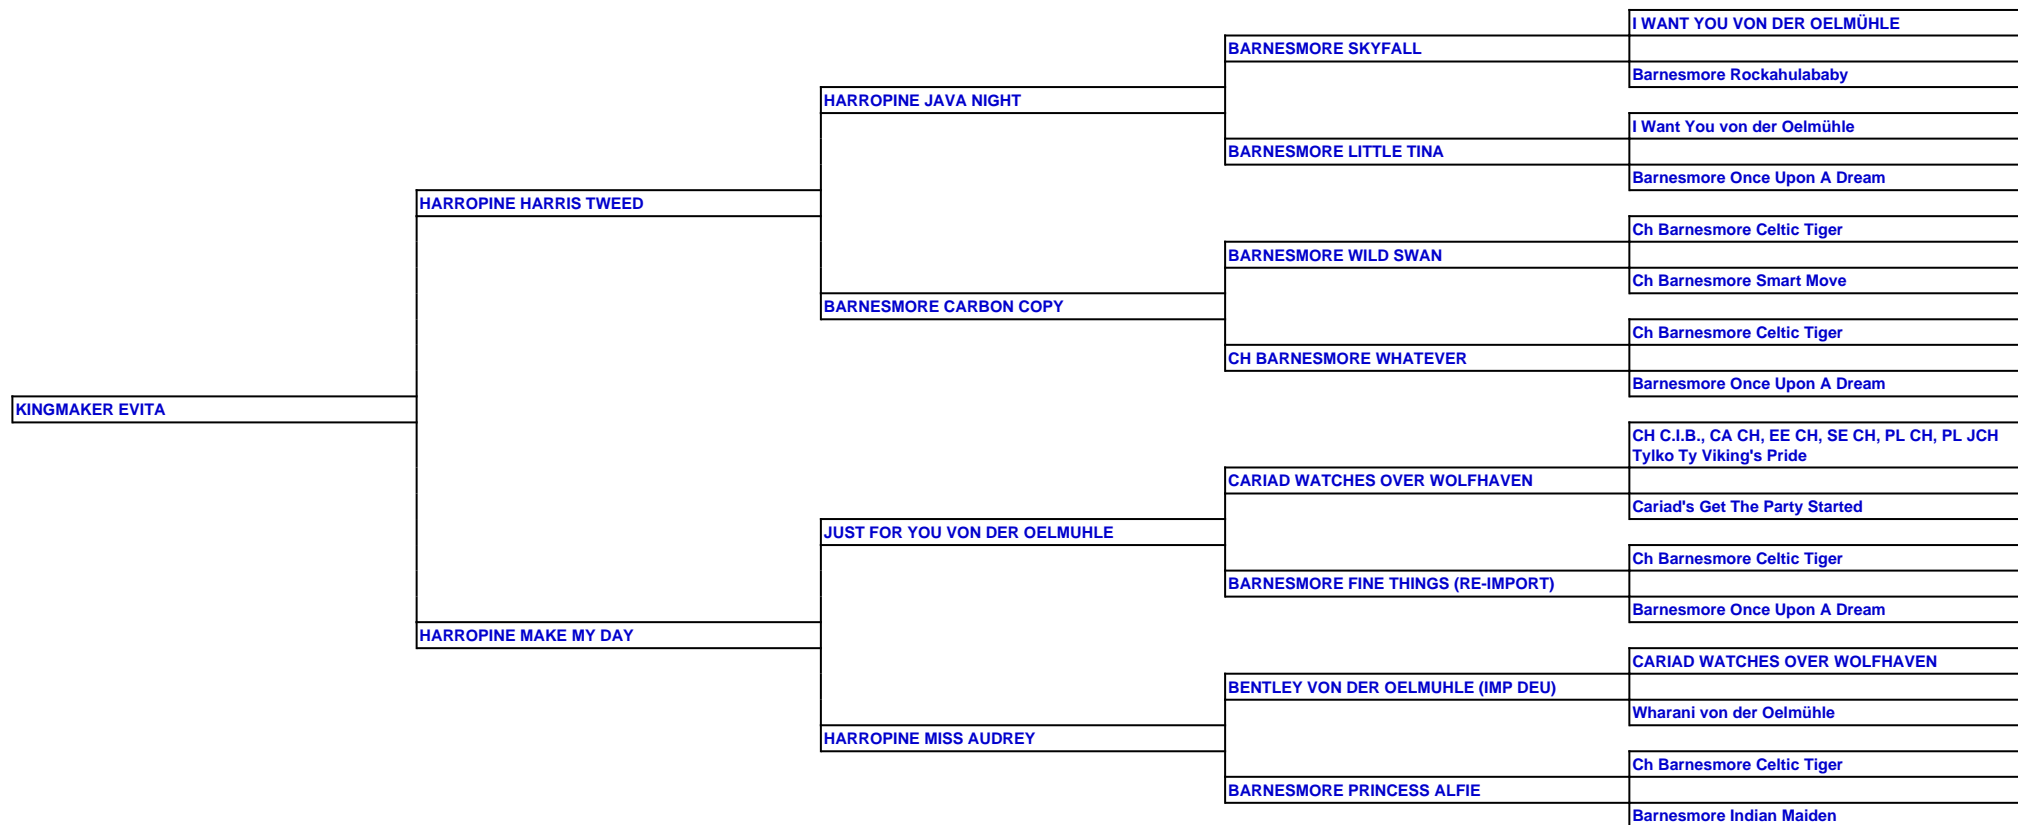 I WANT YOU VON DER OELMÜHLE
BARNESMORE SKYFALL
Barnesmore Rockahulababy
HARROPINE JAVA NIGHT
I Want You von der Oelmühle
BARNESMORE LITTLE TINA
Barnesmore Once Upon A Dream
HARROPINE HARRIS TWEED
Ch Barnesmore Celtic Tiger
BARNESMORE WILD SWAN
Ch Barnesmore Smart Move
BARNESMORE CARBON COPY
Ch Barnesmore Celtic Tiger
CH BARNESMORE WHATEVER
Barnesmore Once Upon A Dream
KINGMAKER EVITA
CH C.I.B., CA CH, EE CH, SE CH, PL CH, PL JCH
Tylko Ty Viking's Pride
CARIAD WATCHES OVER WOLFHAVEN
Cariad's Get The Party Started
JUST FOR YOU VON DER OELMUHLE
Ch Barnesmore Celtic Tiger
BARNESMORE FINE THINGS (RE-IMPORT)
Barnesmore Once Upon A Dream
HARROPINE MAKE MY DAY
CARIAD WATCHES OVER WOLFHAVEN
BENTLEY VON DER OELMUHLE (IMP DEU)
Wharani von der Oelmühle
HARROPINE MISS AUDREY
Ch Barnesmore Celtic Tiger
BARNESMORE PRINCESS ALFIE
Barnesmore Indian Maiden